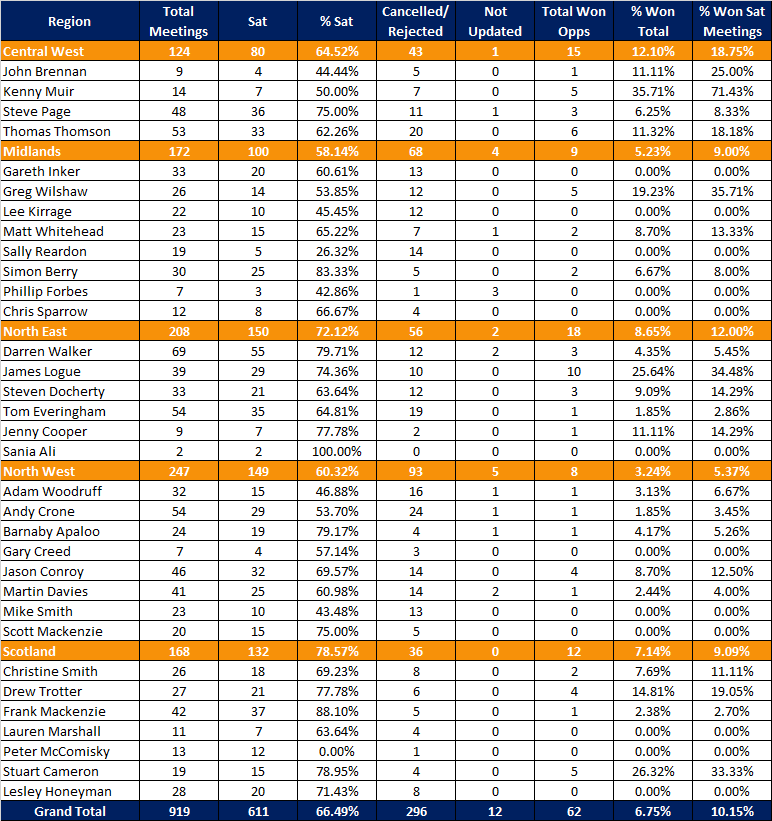 Region Total Meetings Sat % Sat Cancelled/ Rejected Not Updated Total Won Opps % Won Total % Won Sat Meetings
Central West 124 80 64.52% 43 1 15 12.10% 18.75%
John Brennan 9 4 44.44% 5 0 1 11.11% 25.00%
Kenny Muir 14 7 50.00% 7 0 5 35.71% 71.43%
Steve Page 48 36 75.00% 11 1 3 6.25% 8.33%
Thomas Thomson 53 33 62.26% 20 0 6 11.32% 18.18%
Midlands 172 100 58.14% 68 4 9 5.23% 9.00%
Gareth Inker 33 20 60.61% 13 0 0 0.00% 0.00%
Greg Wilshaw 26 14 53.85% 12 0 5 19.23% 35.71%
Lee Kirrage 22 10 45.45% 12 0 0 0.00% 0.00%
Matt Whitehead 23 15 65.22% 7 1 2 8.70% 13.33%
Sally Reardon 19 5 26.32% 14 0 0 0.00% 0.00%
Simon Berry 30 25 83.33% 5 0 2 6.67% 8.00%
Phillip Forbes 7 3 42.86% 1 3 0 0.00% 0.00%
Chris Sparrow 12 8 66.67% 4 0 0 0.00% 0.00%
North East 208 150 72.12% 56 2 18 8.65% 12.00%
Darren Walker 69 55 79.71% 12 2 3 4.35% 5.45%
James Logue 39 29 74.36% 10 0 10 25.64% 34.48%
Steven Docherty 33 21 63.64% 12 0 3 9.09% 14.29%
Tom Everingham 54 35 64.81% 19 0 1 1.85% 2.86%
Jenny Cooper 9 7 77.78% 2 0 1 11.11% 14.29%
Sania Ali 2 2 100.00% 0 0 0 0.00% 0.00%
North West 247 149 60.32% 93 5 8 3.24% 5.37%
Adam Woodruff 32 15 46.88% 16 1 1 3.13% 6.67%
Andy Crone 54 29 53.70% 24 1 1 1.85% 3.45%
Barnaby Apaloo 24 19 79.17% 4 1 1 4.17% 5.26%
Gary Creed 7 4 57.14% 3 0 0 0.00% 0.00%
Jason Conroy 46 32 69.57% 14 0 4 8.70% 12.50%
Martin Davies 41 25 60.98% 14 2 1 2.44% 4.00%
Mike Smith 23 10 43.48% 13 0 0 0.00% 0.00%
Scott Mackenzie 20 15 75.00% 5 0 0 0.00% 0.00%
Scotland 168 132 78.57% 36 0 12 7.14% 9.09%
Christine Smith 26 18 69.23% 8 0 2 7.69% 11.11%
Drew Trotter 27 21 77.78% 6 0 4 14.81% 19.05%
Frank Mackenzie 42 37 88.10% 5 0 1 2.38% 2.70%
Lauren Marshall 11 7 63.64% 4 0 0 0.00% 0.00%
Peter McComisky 13 12 0.00% 1 0 0 0.00% 0.00%
Stuart Cameron 19 15 78.95% 4 0 5 26.32% 33.33%
Lesley Honeyman 28 20 71.43% 8 0 0 0.00% 0.00%
Grand Total 919 611 66.49% 296 12 62 6.75% 10.15%